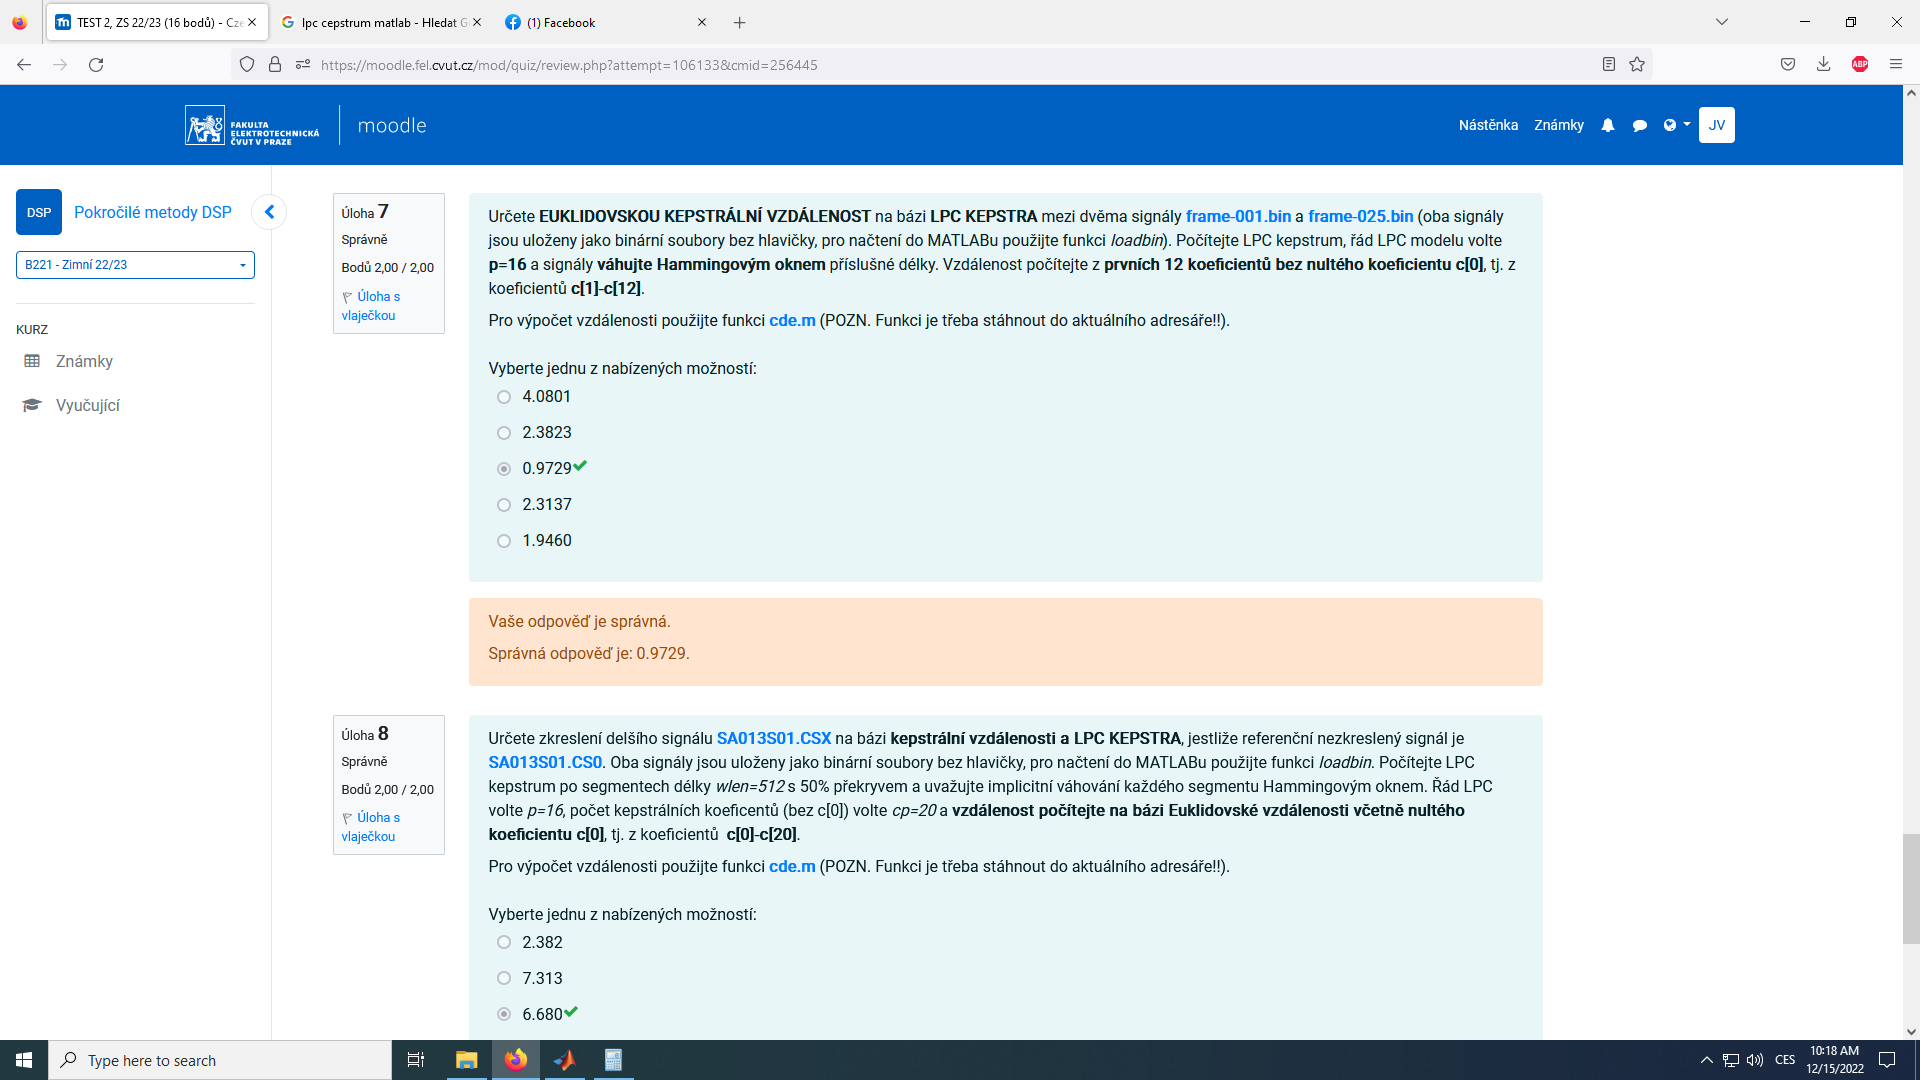 TEST 2, ZS 22/23 (16 bodů) - Cze
lpc cepstrum matlab - Hledat G
(1) Facebook
https://moodle.fel.cvut.cz/mod/quiz/review.php?attempt=106133&cmid=256445
ABP
FAKULTA
ELEKTROTECHNICKÁ
ČVUT V PRAZE
moodle
Nástěnka
Známky
JV
DSP
Pokročilé metody DSP
B221 - Zimní 22/23
KURZ
Známky
Vyučující
Úloha 7
Správně
Bodů 2,00 / 2,00
Úloha s
vlaječkou
Určete EUKLIDOVSKOU KEPSTRÁLNÍ VZDÁLENOST na bázi LPC KEPSTRA mezi dvěma signály frame-001.bin a frame-025.bin (oba signály
jsou uloženy jako binární soubory bez hlavičky, pro načtení do MATLABu použijte funkci loadbin). Počítejte LPC kepstrum, řád LPC modelu volte
p=16 a signály váhujte Hammingovým oknem příslušné délky. Vzdálenost počítejte z prvních 12 koeficientů bez nultého koeficientu c[0], tj. z
koeficientů c[1]-c[12].
Pro výpočet vzdálenosti použijte funkci cde.m (POZN. Funkci je třeba stáhnout do aktuálního adresáře!!).
Vyberte jednu z nabízených možností:
4.0801
2.3823
0.9729
2.3137
1.9460
Vaše odpověď je správná.
Správná odpověď je: 0.9729.
Úloha 8
Správně
Bodů 2,00 / 2,00
Úloha s
vlaječkou
Určete zkreslení delšího signálu SA013S01.CSX na bázi kepstrální vzdálenosti a LPC KEPSTRA, jestliže referenční nezkreslený signál je
SA013S01.CS0. Oba signály jsou uloženy jako binární soubory bez hlavičky, pro načtení do MATLABu použijte funkci loadbin. Počítejte LPC
kepstrum po segmentech délky wlen=512 s 50% překryvem a uvažujte implicitní váhování každého segmentu Hammingovým oknem. Řád LPC
volte p=16, počet kepstrálních koeficentů (bez c[0]) volte cp=20 a vzdálenost počítejte na bázi Euklidovské vzdálenosti včetně nultého
koeficientu c[0], tj. z koeficientů c[0]-c[20].
Pro výpočet vzdálenosti použijte funkci cde.m (POZN. Funkci je třeba stáhnout do aktuálního adresáře!!).
Vyberte jednu z nabízených možností:
2.382
7.313
6.680
Type here to search
CES
10:18 AM
12/15/2022